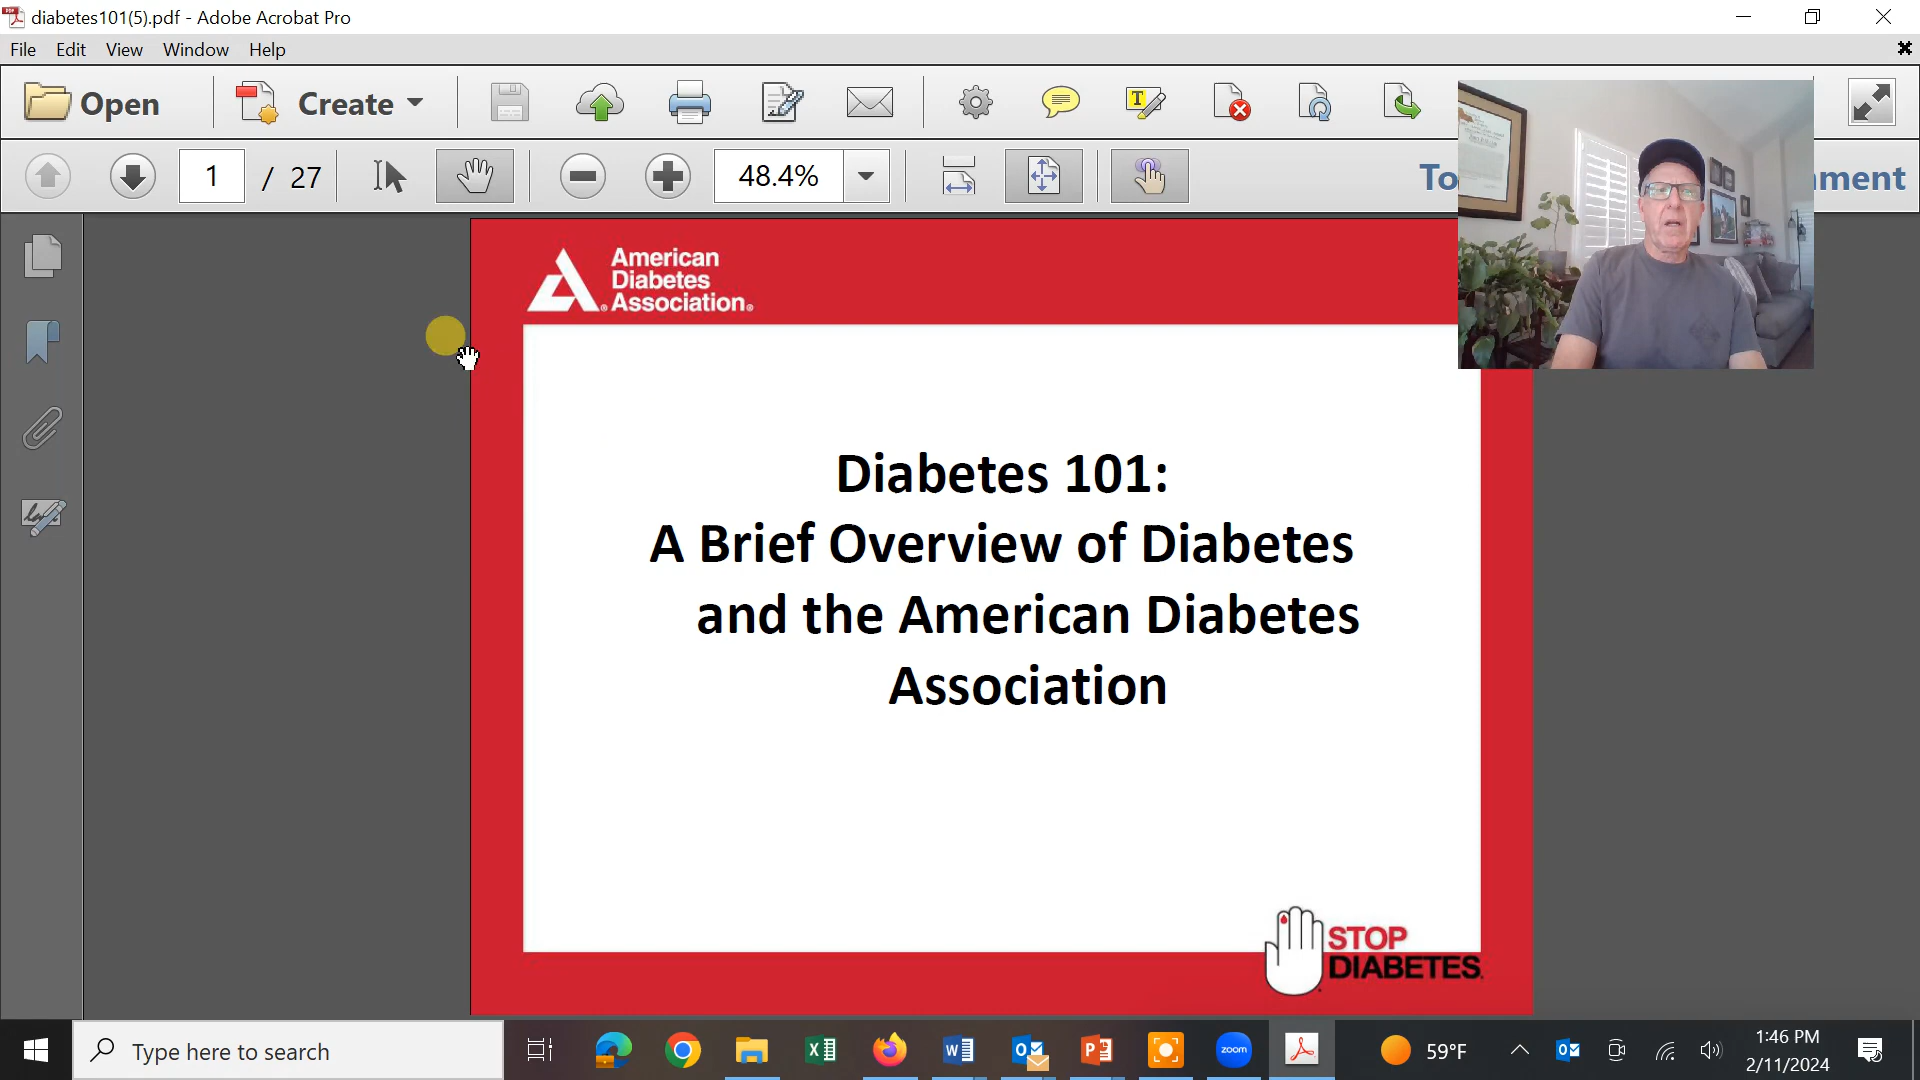 diabetes101(5).pdf - Adobe Acrobat Pro
File Edit View Window Help
Open Create
1 / 27 48.4% To ment
American
Diabetes
Association®
Diabetes 101:
A Brief Overview of Diabetes
and the American Diabetes
Association
STOP
DIABETES
Type here to search
zoom
59°F
1:46 PM
2/11/2024